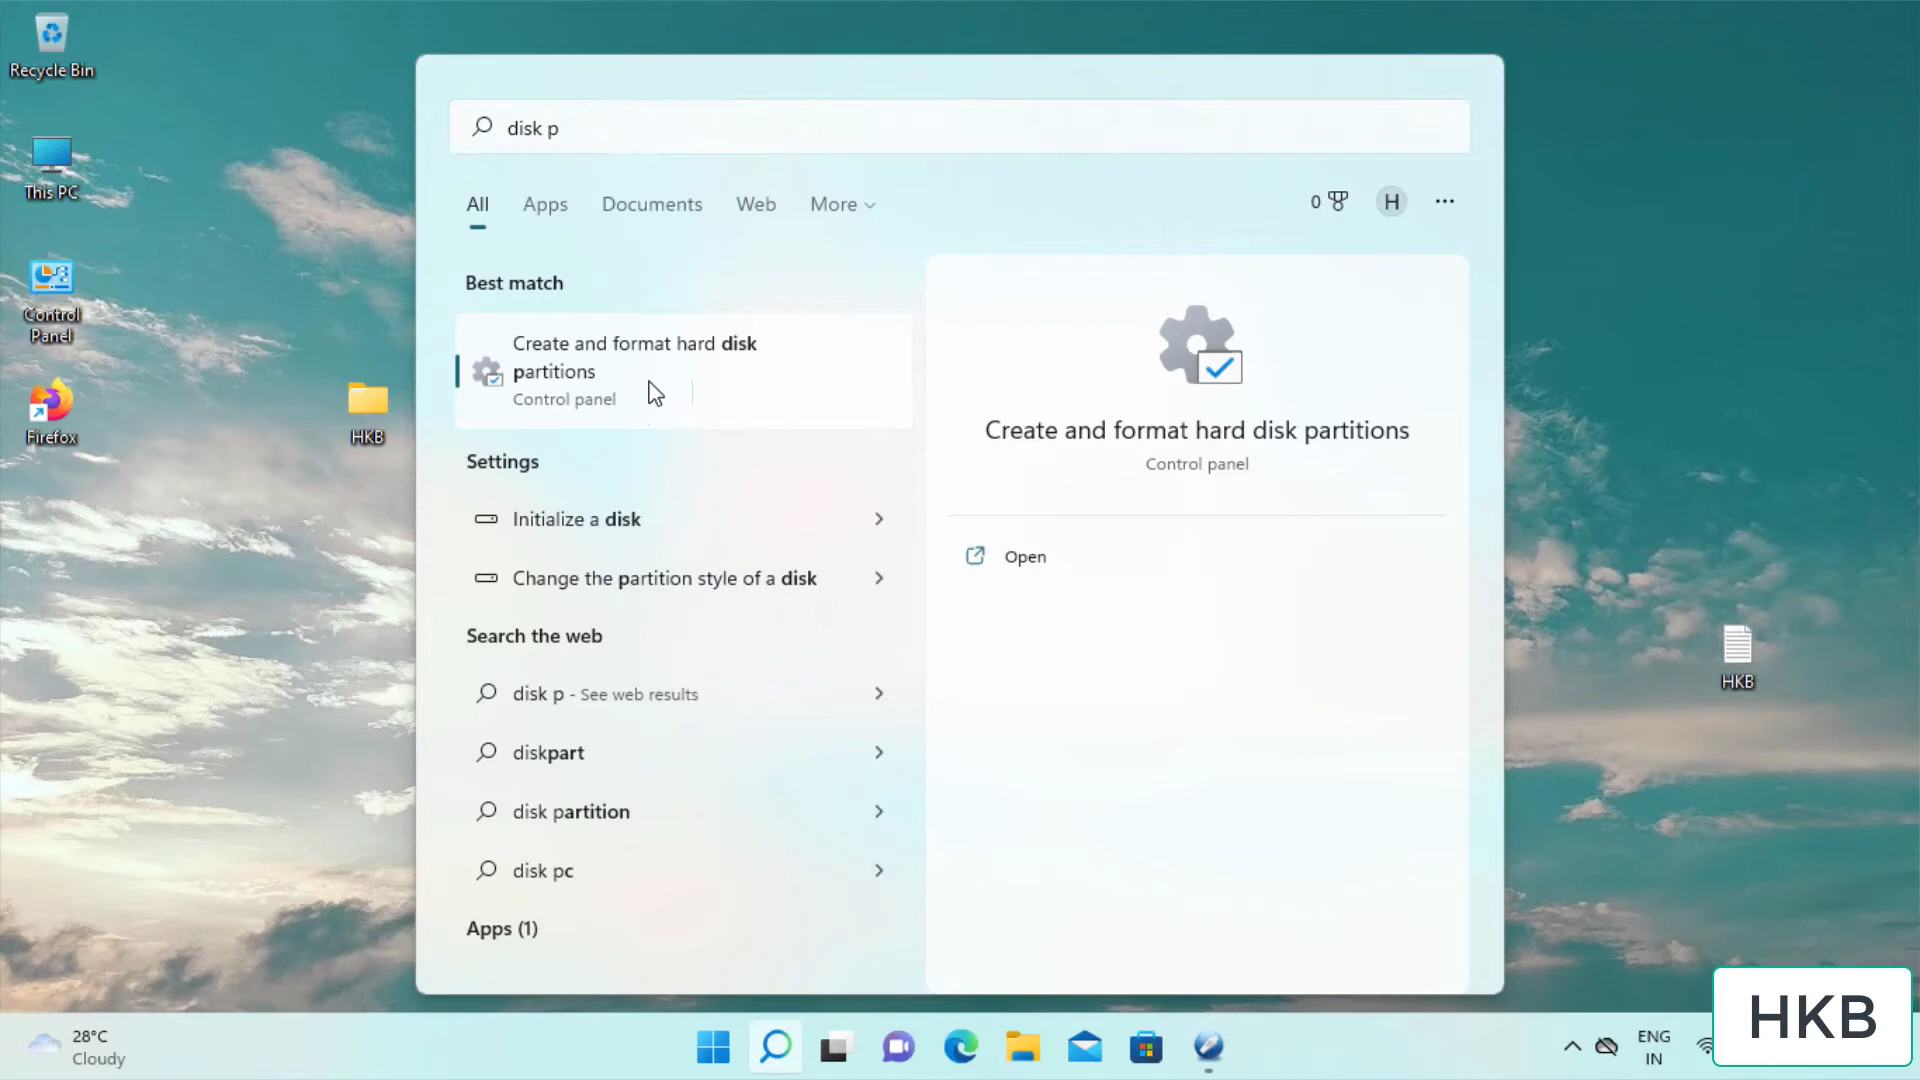 Recycle Bin
This PC
Control
Panel
Firefox
HKB
disk p
All
Apps
Documents
Web
More
0
H
Best match
Create and format hard disk
partitions
Control panel
Settings
Initialize a disk
Change the partition style of a disk
Search the web
disk p - See web results
diskpart
disk partition
disk pc
Apps (1)
Create and format hard disk partitions
Control panel
Open
HKB
28°C
Cloudy
ENG
IN
HKB